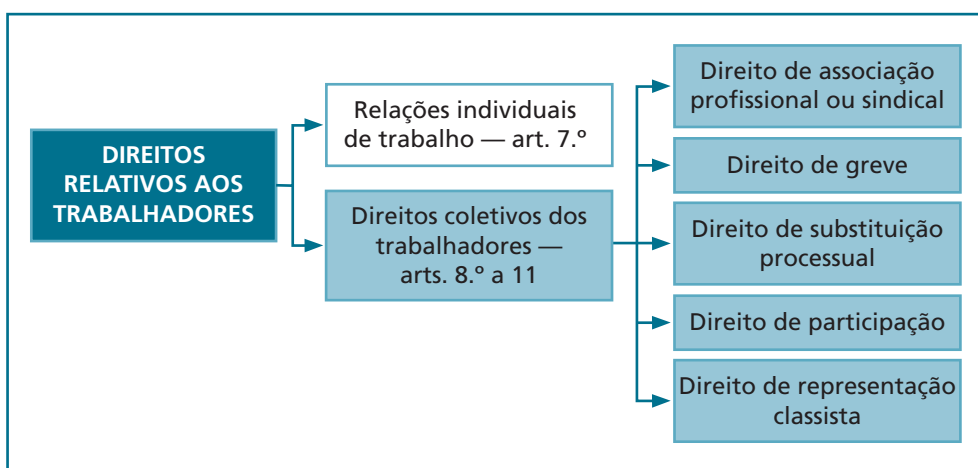 DIREITOS
RELATIVOS AOS
TRABALHADORES
Relações individuais
de trabalho — art. 7.º
Direitos coletivos dos
trabalhadores —
arts. 8.º a 11
Direito de associação
profissional ou sindical
Direito de greve
Direito de substituição
processual
Direito de participação
Direito de representação
classista